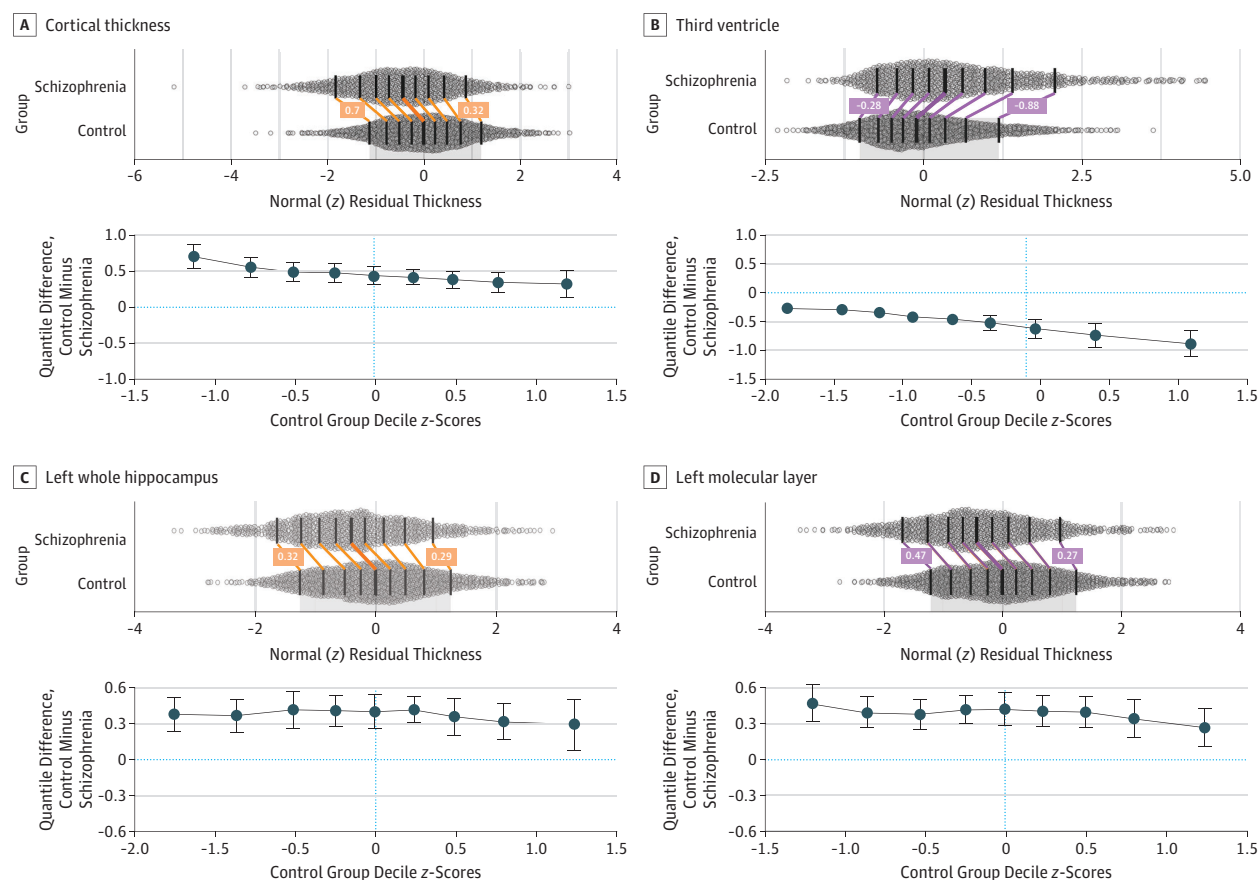 A Cortical thickness
Group
Schizophrenia
Control
0.7
0.32
-6
-4
-2
0
2
4
Normal (z) Residual Thickness
Quantile Difference,
Control Minus
Schizophrenia
1.0
0.5
0
-0.5
-1.0
-1.5
-1.0
-0.5
0
0.5
1.0
1.5
Control Group Decile z-Scores
B Third ventricle
Group
Schizophrenia
Control
-0.28
-0.88
-2.5
0
2.5
5.0
Normal (z) Residual Thickness
Quantile Difference,
Control Minus
Schizophrenia
1.0
0.5
0
-0.5
-1.0
-1.5
-2.0
-1.5
-1.0
-0.5
0
0.5
1.0
1.5
Control Group Decile z-Scores
C Left whole hippocampus
Group
Schizophrenia
Control
0.32
0.29
-4
-2
0
2
4
Normal (z) Residual Thickness
Quantile Difference,
Control Minus
Schizophrenia
0.6
0.3
0
-0.3
-0.6
-2.0
-1.5
-1.0
-0.5
0
0.5
1.0
1.5
Control Group Decile z-Scores
D Left molecular layer
Group
Schizophrenia
Control
0.47
0.27
-4
-2
0
2
4
Normal (z) Residual Thickness
Quantile Difference,
Control Minus
Schizophrenia
0.6
0.3
0
-0.3
-0.6
-1.5
-1.0
-0.5
0
0.5
1.0
1.5
Control Group Decile z-Scores